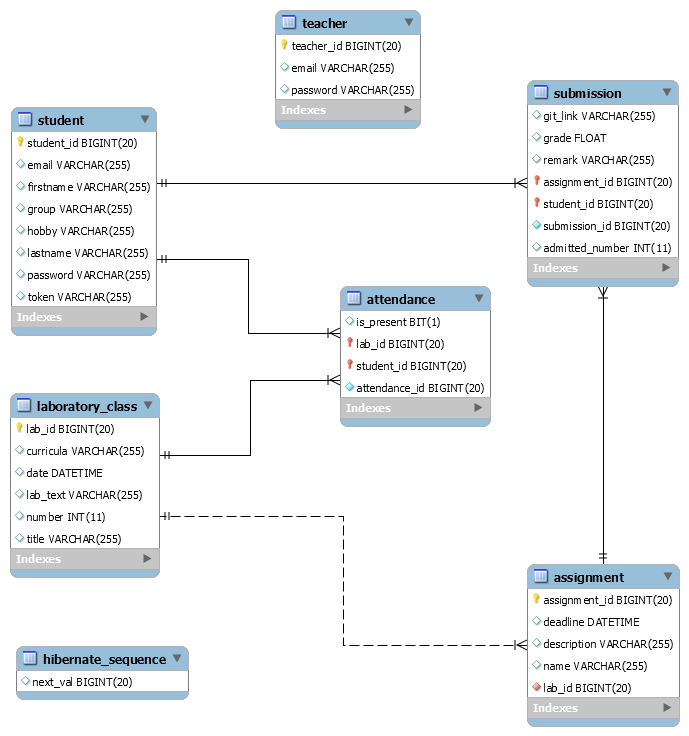 teacher
teacher_id BIGINT(20)
email VARCHAR(255)
password VARCHAR(255)
Indexes
submission
git_link VARCHAR(255)
grade FLOAT
remark VARCHAR(255)
assignment_id BIGINT(20)
student_id BIGINT(20)
submission_id BIGINT(20)
admitted_number INT(11)
Indexes
student
student_id BIGINT(20)
email VARCHAR(255)
firstname VARCHAR(255)
group VARCHAR(255)
hobby VARCHAR(255)
lastname VARCHAR(255)
password VARCHAR(255)
token VARCHAR(255)
Indexes
attendance
is_present BIT(1)
lab_id BIGINT(20)
student_id BIGINT(20)
attendance_id BIGINT(20)
Indexes
laboratory_class
lab_id BIGINT(20)
curricula VARCHAR(255)
date DATETIME
lab_text VARCHAR(255)
number INT(11)
title VARCHAR(255)
Indexes
assignment
assignment_id BIGINT(20)
deadline DATETIME
description VARCHAR(255)
name VARCHAR(255)
lab_id BIGINT(20)
Indexes
hibernate_sequence
next_val BIGINT(20)